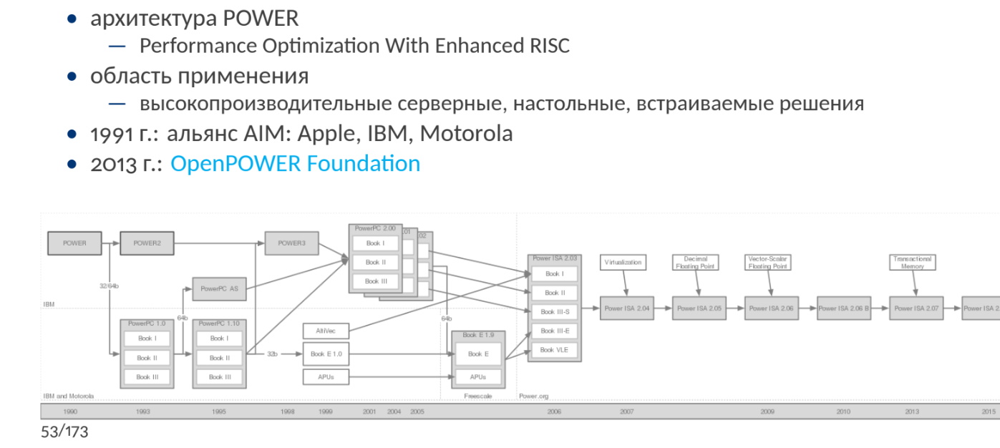 • архитектура POWER
— Performance Optimization With Enhanced RISC
• область применения
— высокопроизводительные серверные, настольные, встраиваемые решения
• 1991 г.: альянс AIM: Apple, IBM, Motorola
• 2013 г.: OpenPOWER Foundation
POWER
POWER2
POWER3
PowerPC 2.00
.01
.02
Book I
Book II
Book III
32/64b
PowerPC AS
IBM
64b
PowerPC 1.0
Book I
Book II
Book III
PowerPC 1.10
Book I
Book II
Book III
32b
AltiVec
Book E 1.0
APUs
64b
Book E 1.9
Book E
APUs
Power ISA 2.03
Book I
Book II
Book III-S
Book III-E
Book VLE
Virtualization
Power ISA 2.04
Decimal
Floating Point
Power ISA 2.05
Vector-Scalar
Floating Point
Power ISA 2.06
Power ISA 2.06 B
Transactional
Memory
Power ISA 2.07
Power ISA 2.
IBM and Motorola
Freescale
Power.org
1990 1993 1995 1998 1999 2001 2004 2005 2006 2007 2009 2010 2013 2015
53/173